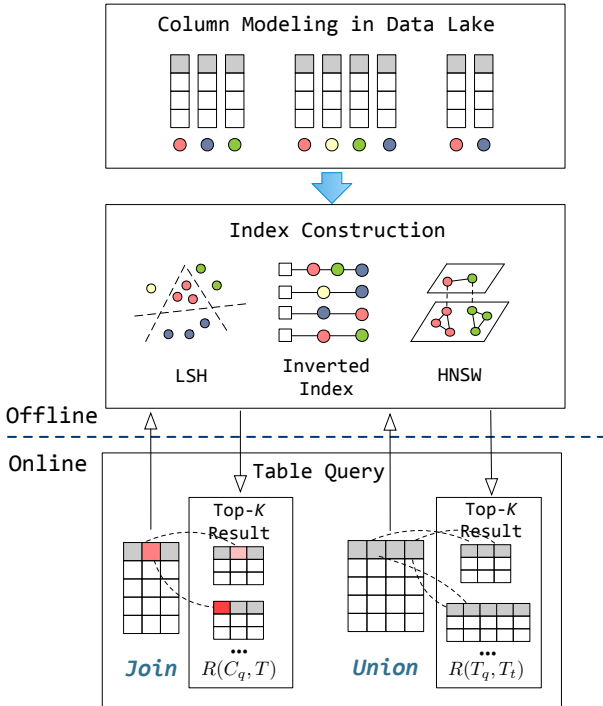 Column Modeling in Data Lake
Index Construction
LSH
Inverted
Index
HNSW
Offline
Online
Table Query
Top-K
Result
Top-K
Result
...
...
Join
R(C_q, T)
Union
R(T_q, T_t)